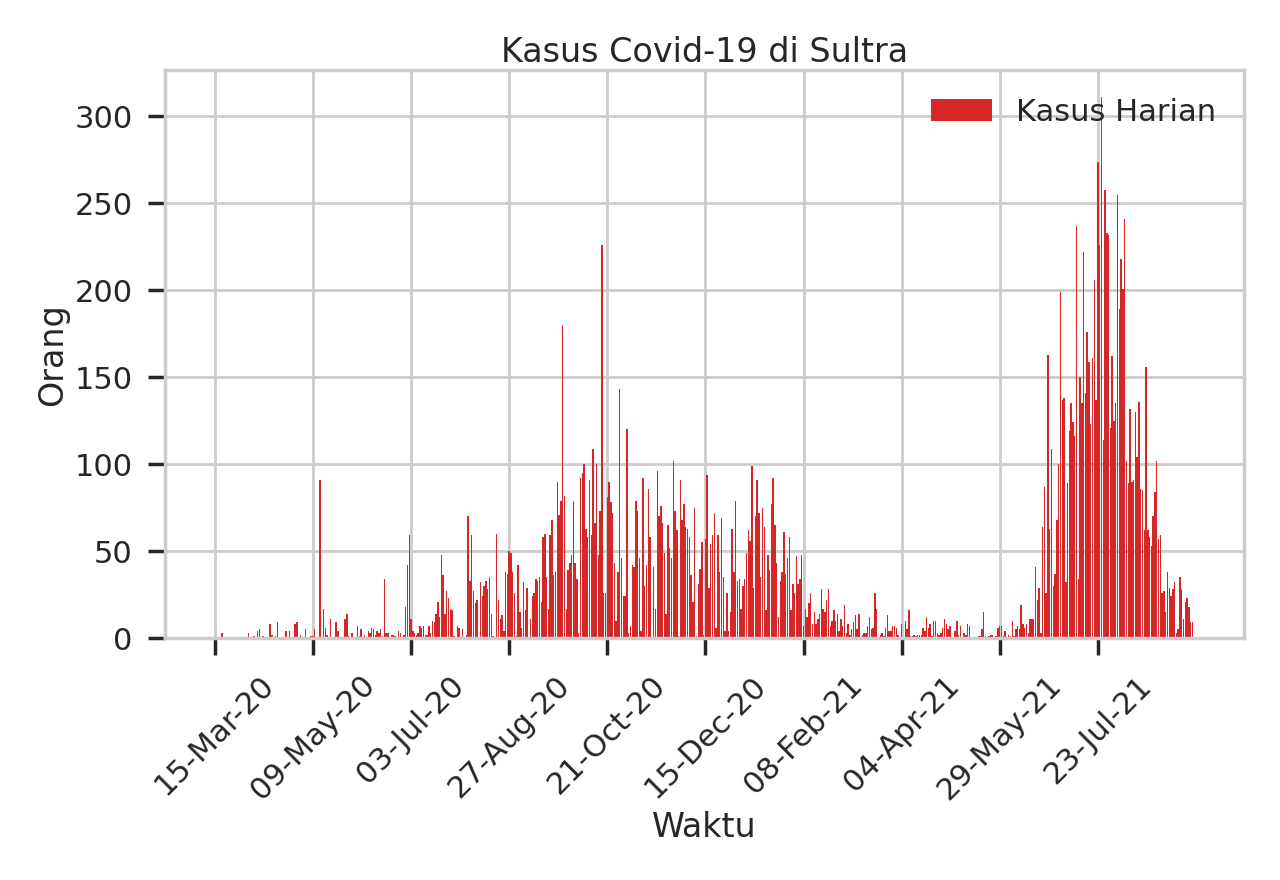 Kasus Covid-19 di Sultra
Kasus Harian
Orang
300
250
200
150
100
50
0
15-Mar-20
09-May-20
03-Jul-20
27-Aug-20
21-Oct-20
15-Dec-20
08-Feb-21
04-Apr-21
29-May-21
23-Jul-21
Waktu